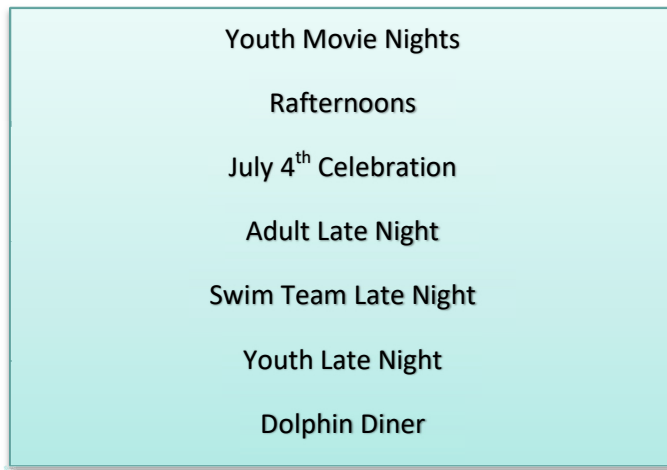 Youth Movie Nights
Rafternoons
July 4th Celebration
Adult Late Night
Swim Team Late Night
Youth Late Night
Dolphin Diner